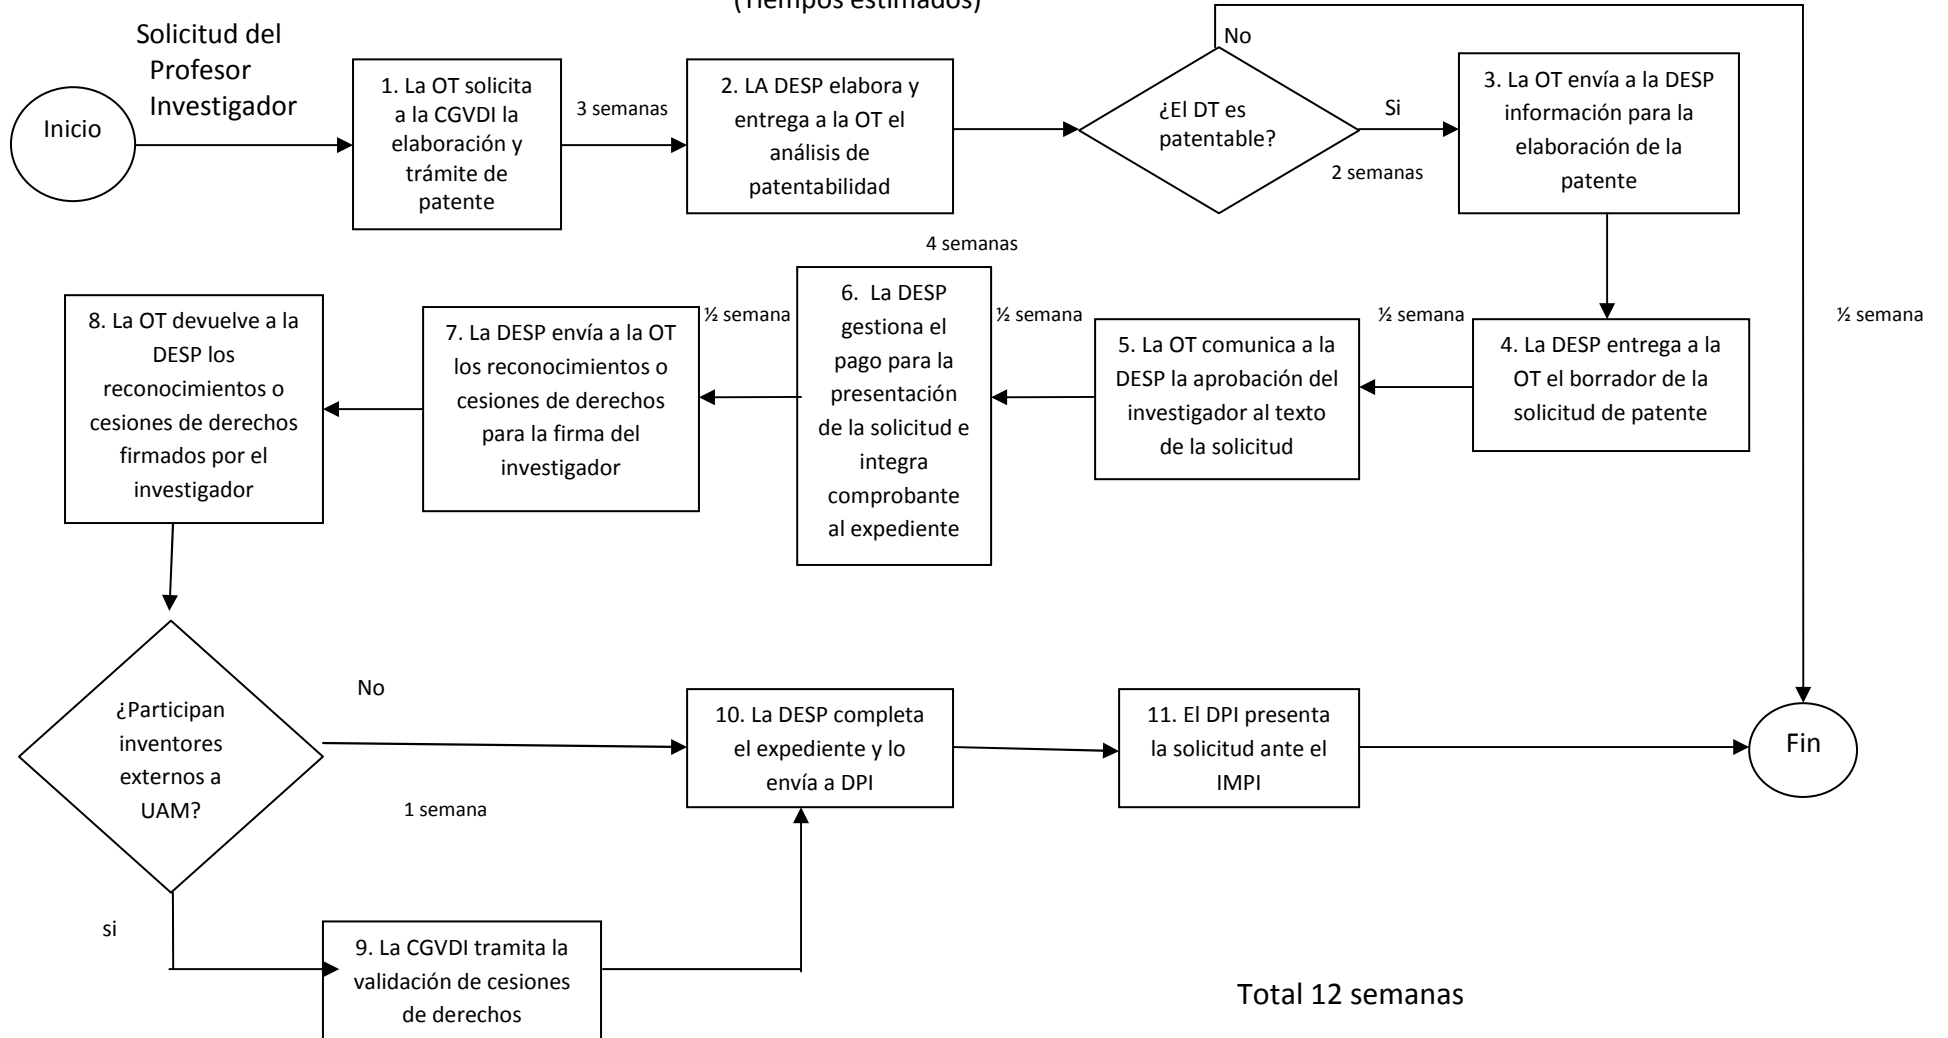 (Tiempos estimados)
Solicitud del
Profesor
Investigador
Inicio
1. La OT solicita
a la CGVDI la
elaboración y
trámite de
patente
3 semanas
2. LA DESP elabora y
entrega a la OT el
análisis de
patentabilidad
No
¿El DT es
patentable?
Si
2 semanas
3. La OT envía a la DESP
información para la
elaboración de la
patente
4 semanas
½ semana
4. La DESP entrega a la
OT el borrador de la
solicitud de patente
½ semana
5. La OT comunica a la
DESP la aprobación del
investigador al texto
de la solicitud
½ semana
6. La DESP
gestiona el
pago para la
presentación
de la solicitud e
integra
comprobante
al expediente
½ semana
7. La DESP envía a la OT
los reconocimientos o
cesiones de derechos
para la firma del
investigador
8. La OT devuelve a la
DESP los
reconocimientos o
cesiones de derechos
firmados por el
investigador
¿Participan
inventores
externos a
UAM?
No
1 semana
si
9. La CGVDI tramita la
validación de cesiones
de derechos
10. La DESP completa
el expediente y lo
envía a DPI
11. El DPI presenta
la solicitud ante el
IMPI
Fin
Total 12 semanas